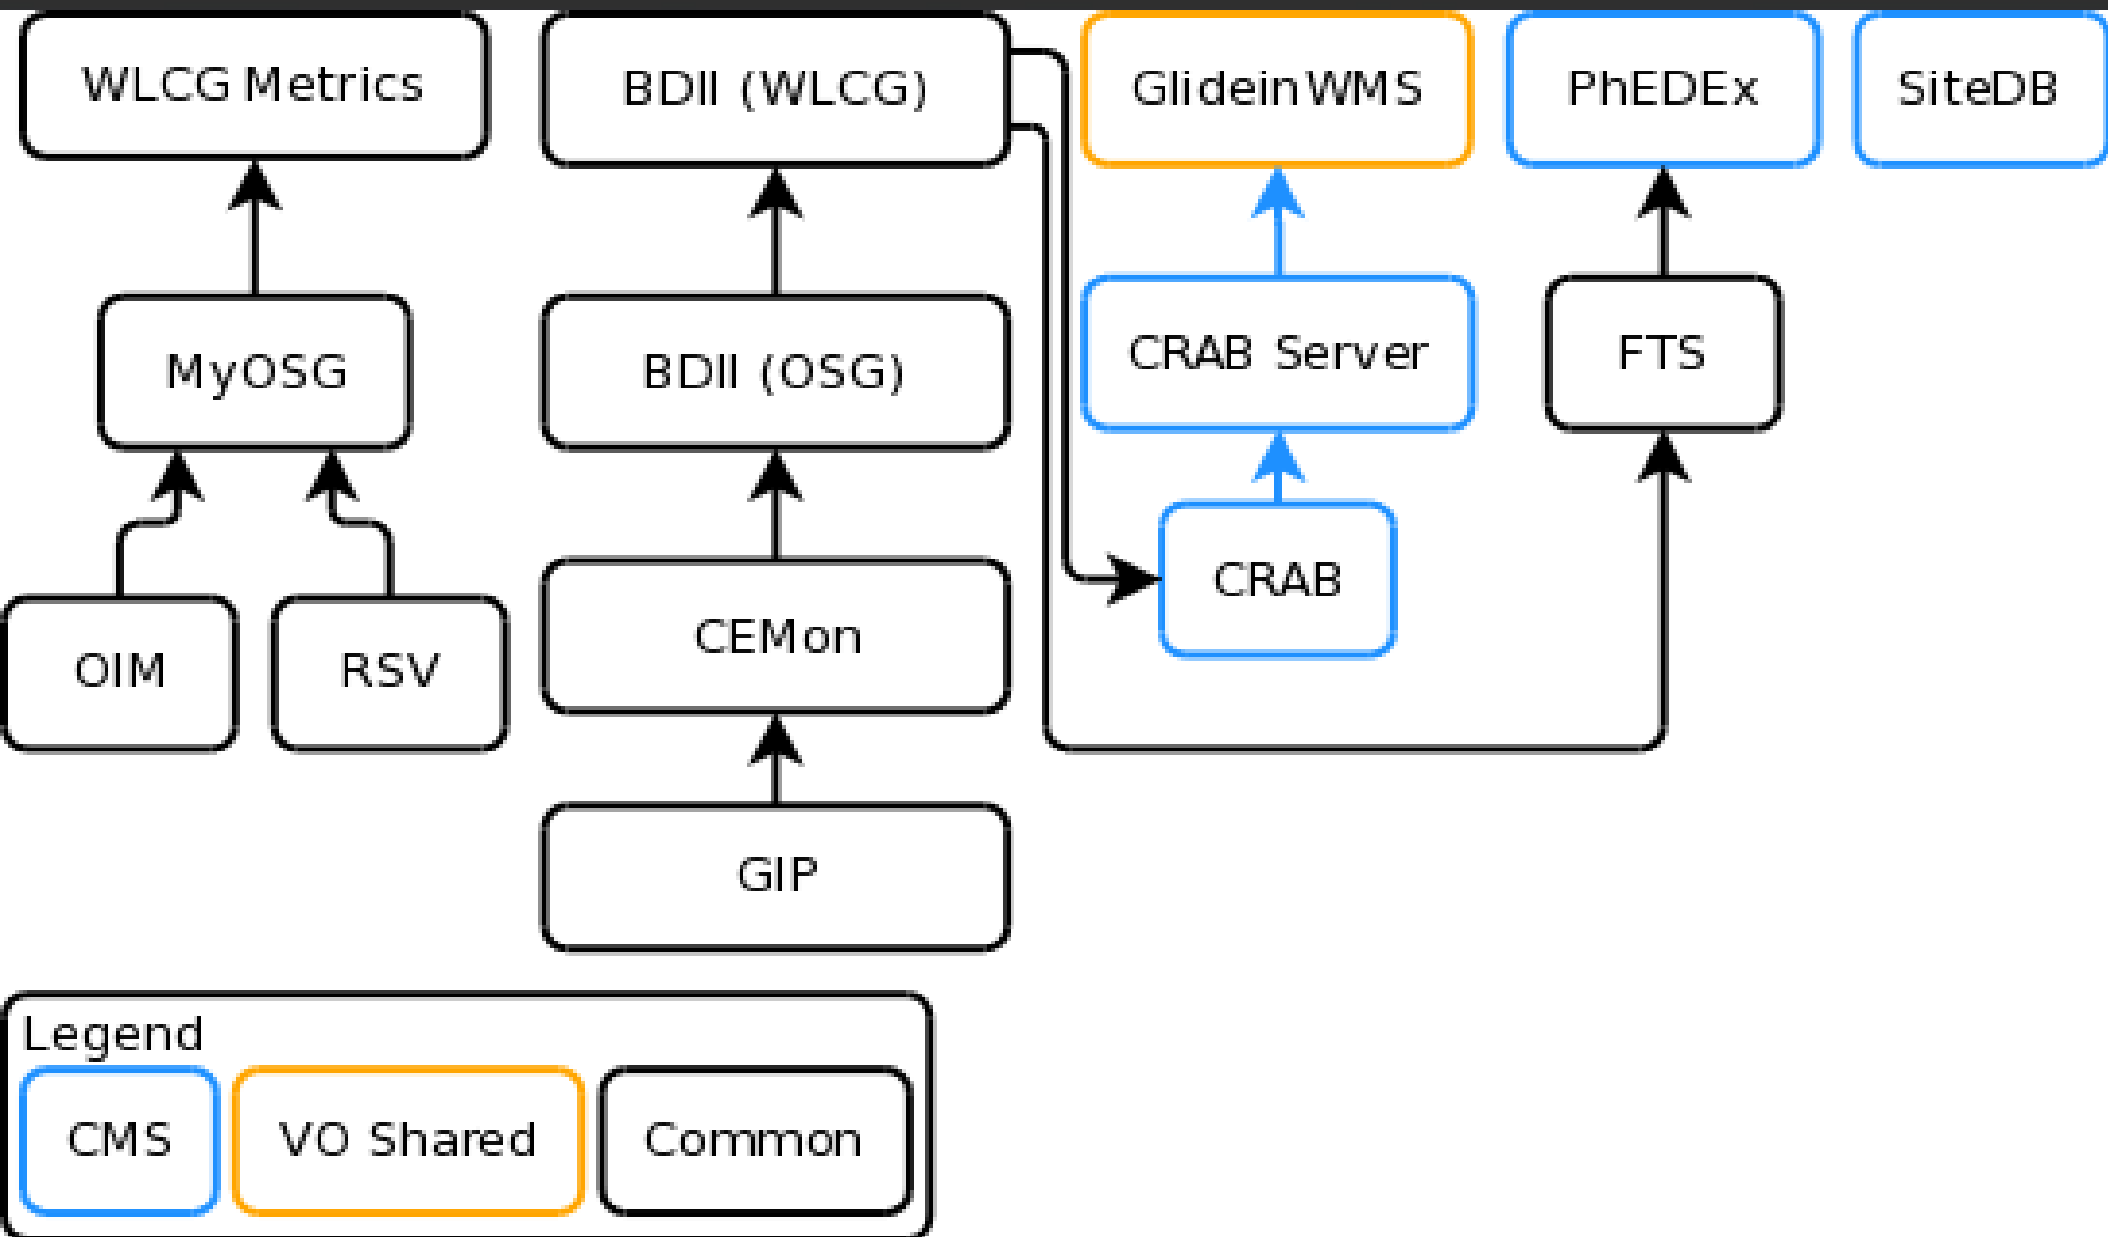 WLCG Metrics
BDII (WLCG)
GlideinWMS
PhEDEx
SiteDB
MyOSG
BDII (OSG)
CRAB Server
FTS
OIM
RSV
CEMon
CRAB
GIP
Legend
CMS
VO Shared
Common